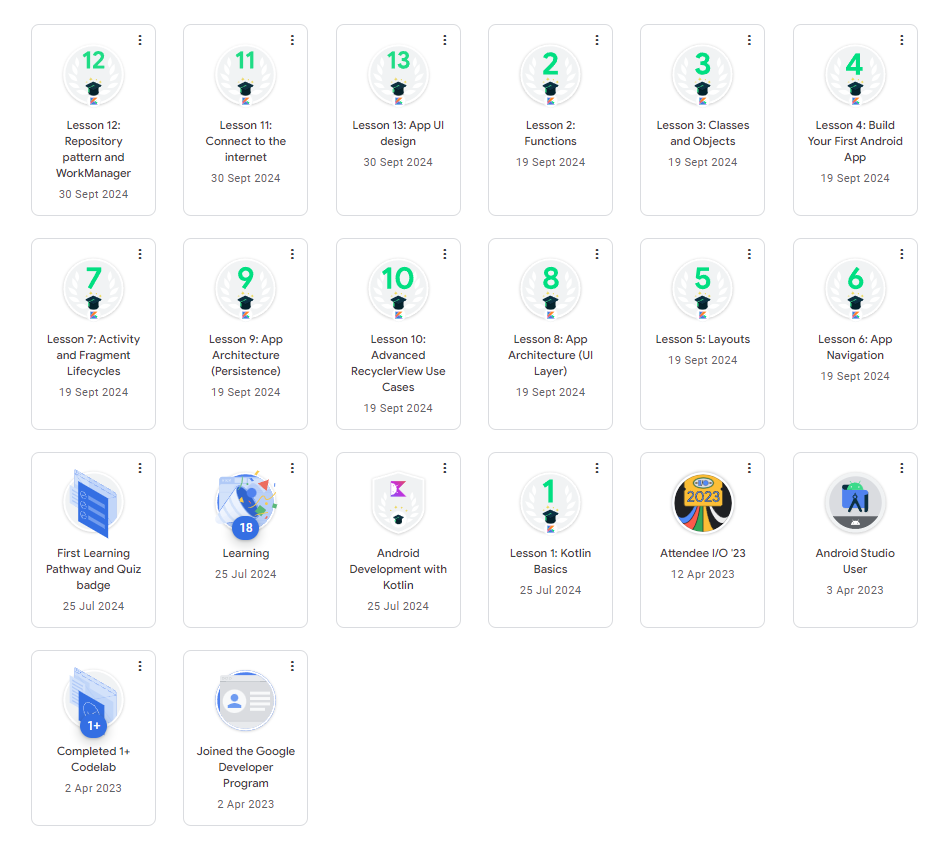 12
Lesson 12:
Repository
pattern and
WorkManager
30 Sept 2024
11
Lesson 11:
Connect to the
internet
30 Sept 2024
13
Lesson 13: App UI
design
30 Sept 2024
2
Lesson 2:
Functions
19 Sept 2024
3
Lesson 3: Classes
and Objects
19 Sept 2024
4
Lesson 4: Build
Your First Android
App
19 Sept 2024
7
Lesson 7: Activity
and Fragment
Lifecycles
19 Sept 2024
9
Lesson 9: App
Architecture
(Persistence)
19 Sept 2024
10
Lesson 10:
Advanced
RecyclerView Use
Cases
19 Sept 2024
8
Lesson 8: App
Architecture (UI
Layer)
19 Sept 2024
5
Lesson 5: Layouts
19 Sept 2024
6
Lesson 6: App
Navigation
19 Sept 2024
First Learning
Pathway and Quiz
badge
25 Jul 2024
18
Learning
25 Jul 2024
Android
Development with
Kotlin
25 Jul 2024
1
Lesson 1: Kotlin
Basics
25 Jul 2024
I/O
2023
Attendee I/O '23
12 Apr 2023
Android Studio
User
3 Apr 2023
1+
Completed 1+
Codelab
2 Apr 2023
Joined the Google
Developer
Program
2 Apr 2023